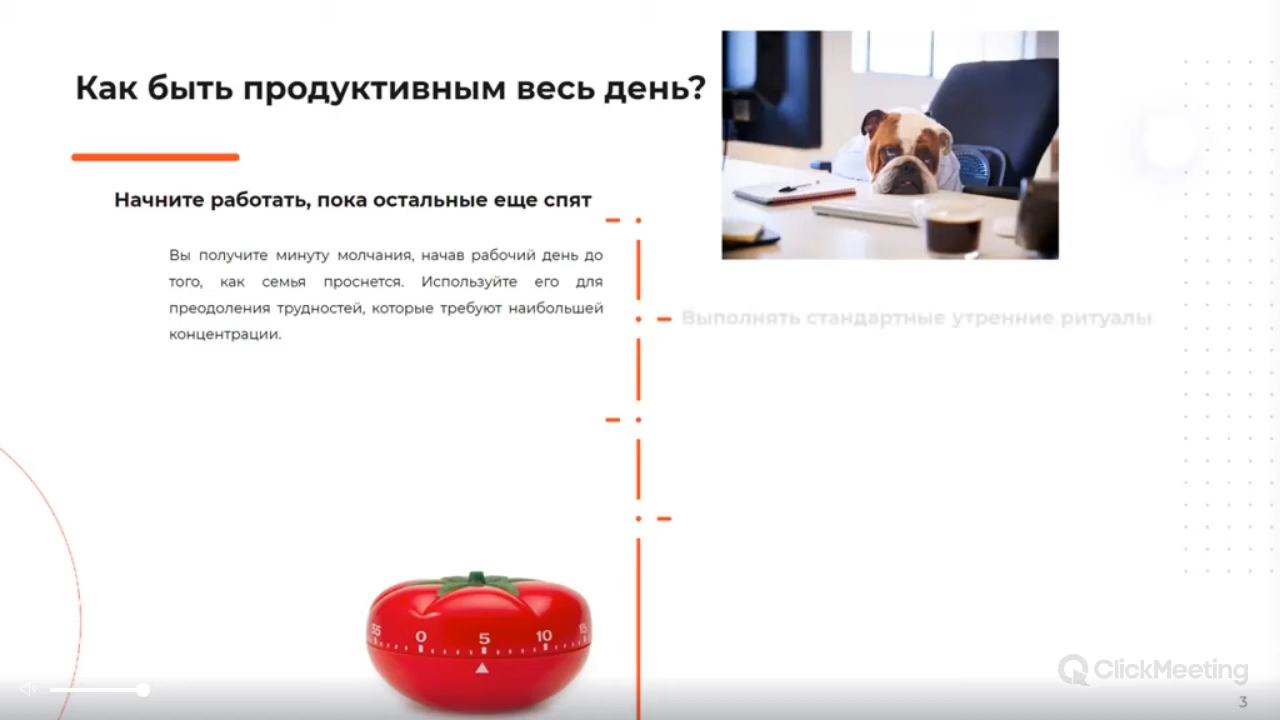 Как быть продуктивным весь день?
Начните работать, пока остальные еще спят
Вы получите минуту молчания, начав рабочий день до
того, как семья проснется. Используйте его для
преодоления трудностей, которые требуют наибольшей
концентрации.
Выполнять стандартные утренние ритуалы
55 0 5 10 15
ClickMeeting
3